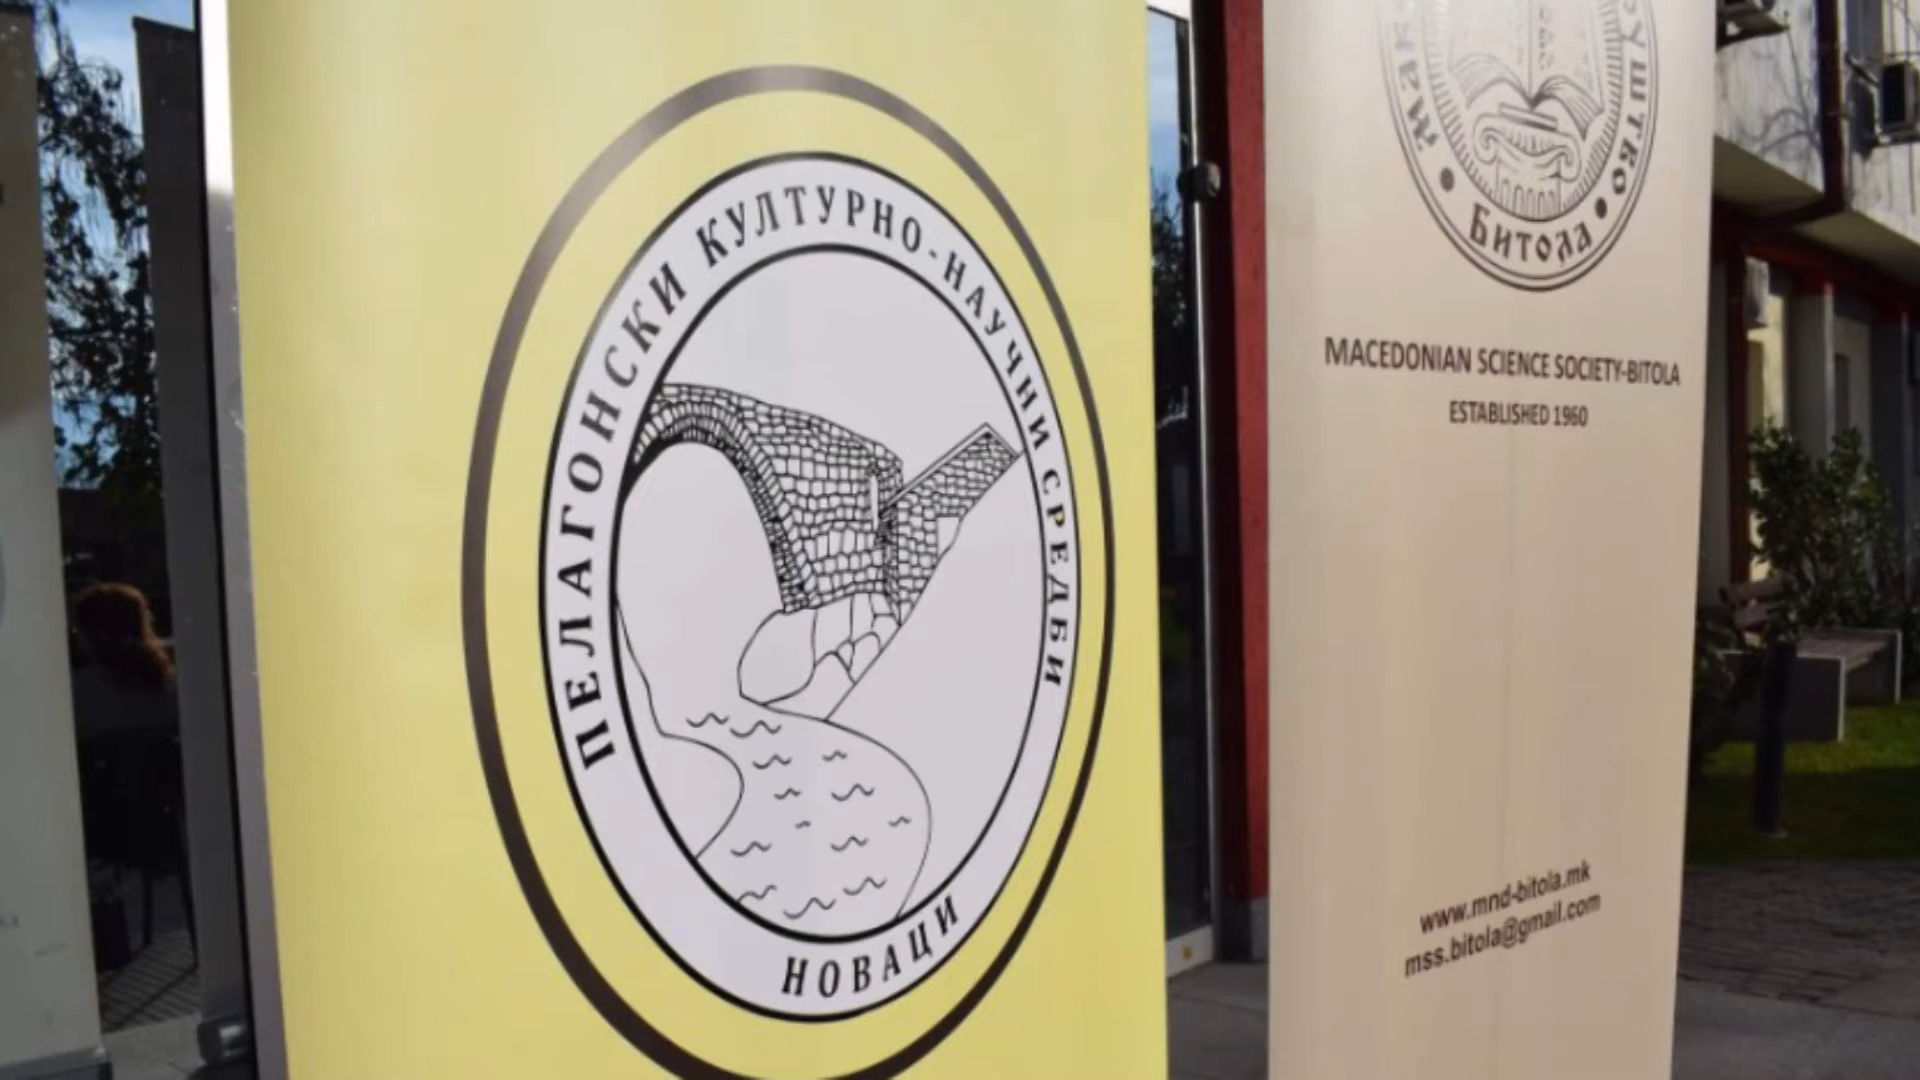 ПЕЛАГОНСКИ КУЛТУРНО-НАУЧНИ СРЕДБИ
НОВАЦИ
Битола
MACEDONIAN SCIENCE SOCIETY-BITOLA
ESTABLISHED 1960
www.mnd-bitola.mk
mss.bitola@gmail.com